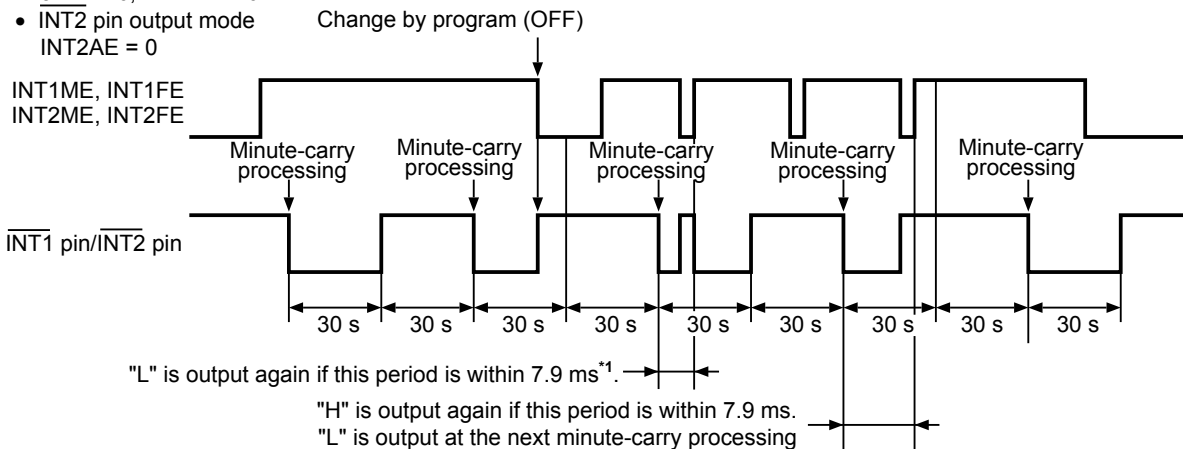 • INT2 pin output mode
INT2AE = 0
Change by program (OFF)
INT1ME, INT1FE
INT2ME, INT2FE
Minute-carry processing
Minute-carry processing
Minute-carry processing
Minute-carry processing
Minute-carry processing
INT1 pin/INT2 pin
30 s 30 s 30 s 30 s 30 s 30 s 30 s 30 s 30 s
"L" is output again if this period is within 7.9 ms*1.
"H" is output again if this period is within 7.9 ms.
"L" is output at the next minute-carry processing